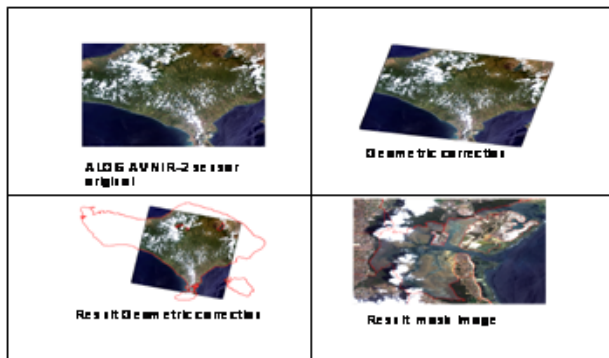 ALOS AVNIR-2 sensor
original
Geometric correction
Result Geometric correction
Result mask image